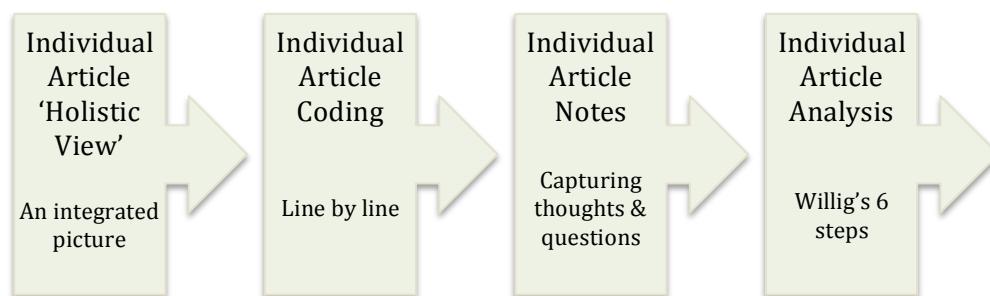 Individual
Article
‘Holistic
View’
An integrated
picture
Individual
Article
Coding
Line by line
Individual
Article
Notes
Capturing
thoughts &
questions
Individual
Article
Analysis
Willig’s 6
steps